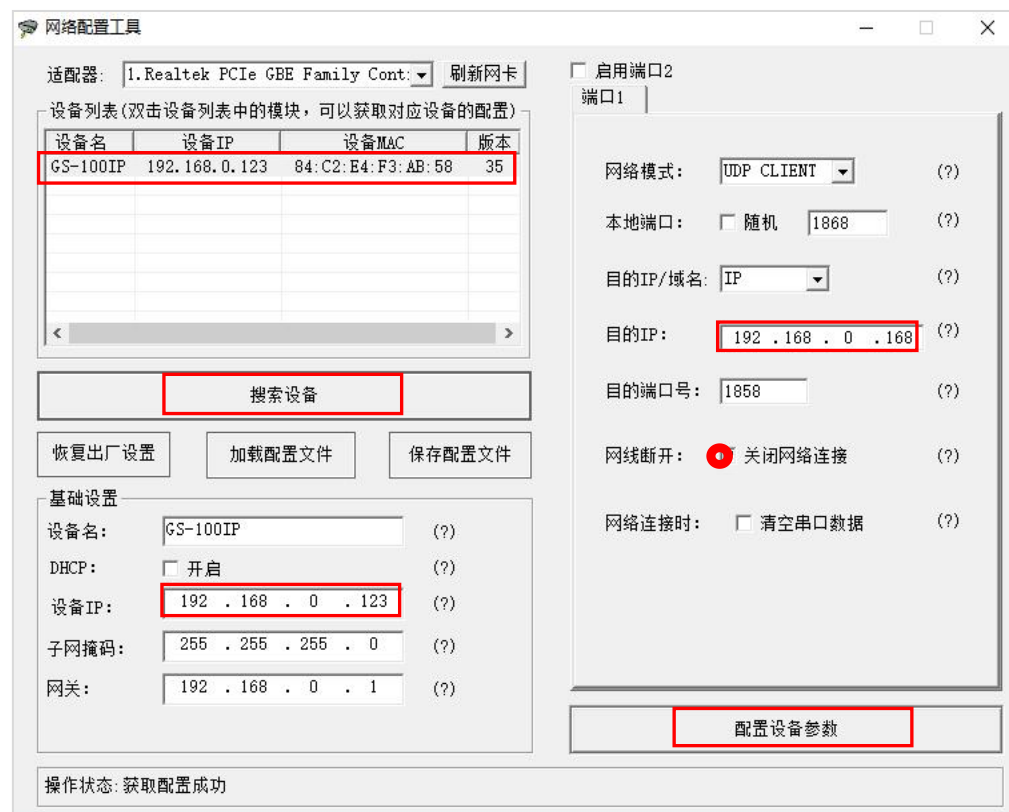 网络配置工具
适配器: 1.Realtek PCIe GBE Family Cont: 刷新网卡
设备列表(双击设备列表中的模块，可以获取对应设备的配置)
设备名 设备IP 设备MAC 版本
GS-100IP 192.168.0.123 84:C2:E4:F3:AB:58 35
搜索设备
恢复出厂设置 加载配置文件 保存配置文件
基础设置
设备名: GS-100IP (?)
DHCP: 开启 (?)
设备IP: 192 . 168 . 0 . 123 (?)
子网掩码: 255 . 255 . 255 . 0 (?)
网关: 192 . 168 . 0 . 1 (?)
启用端口2
端口1
网络模式: UDP CLIENT (?)
本地端口: 随机 1868 (?)
目的IP/域名: IP (?)
目的IP: 192 . 168 . 0 . 168 (?)
目的端口号: 1858 (?)
网线断开: 关闭网络连接 (?)
网络连接时: 清空串口数据 (?)
配置设备参数
操作状态:获取配置成功